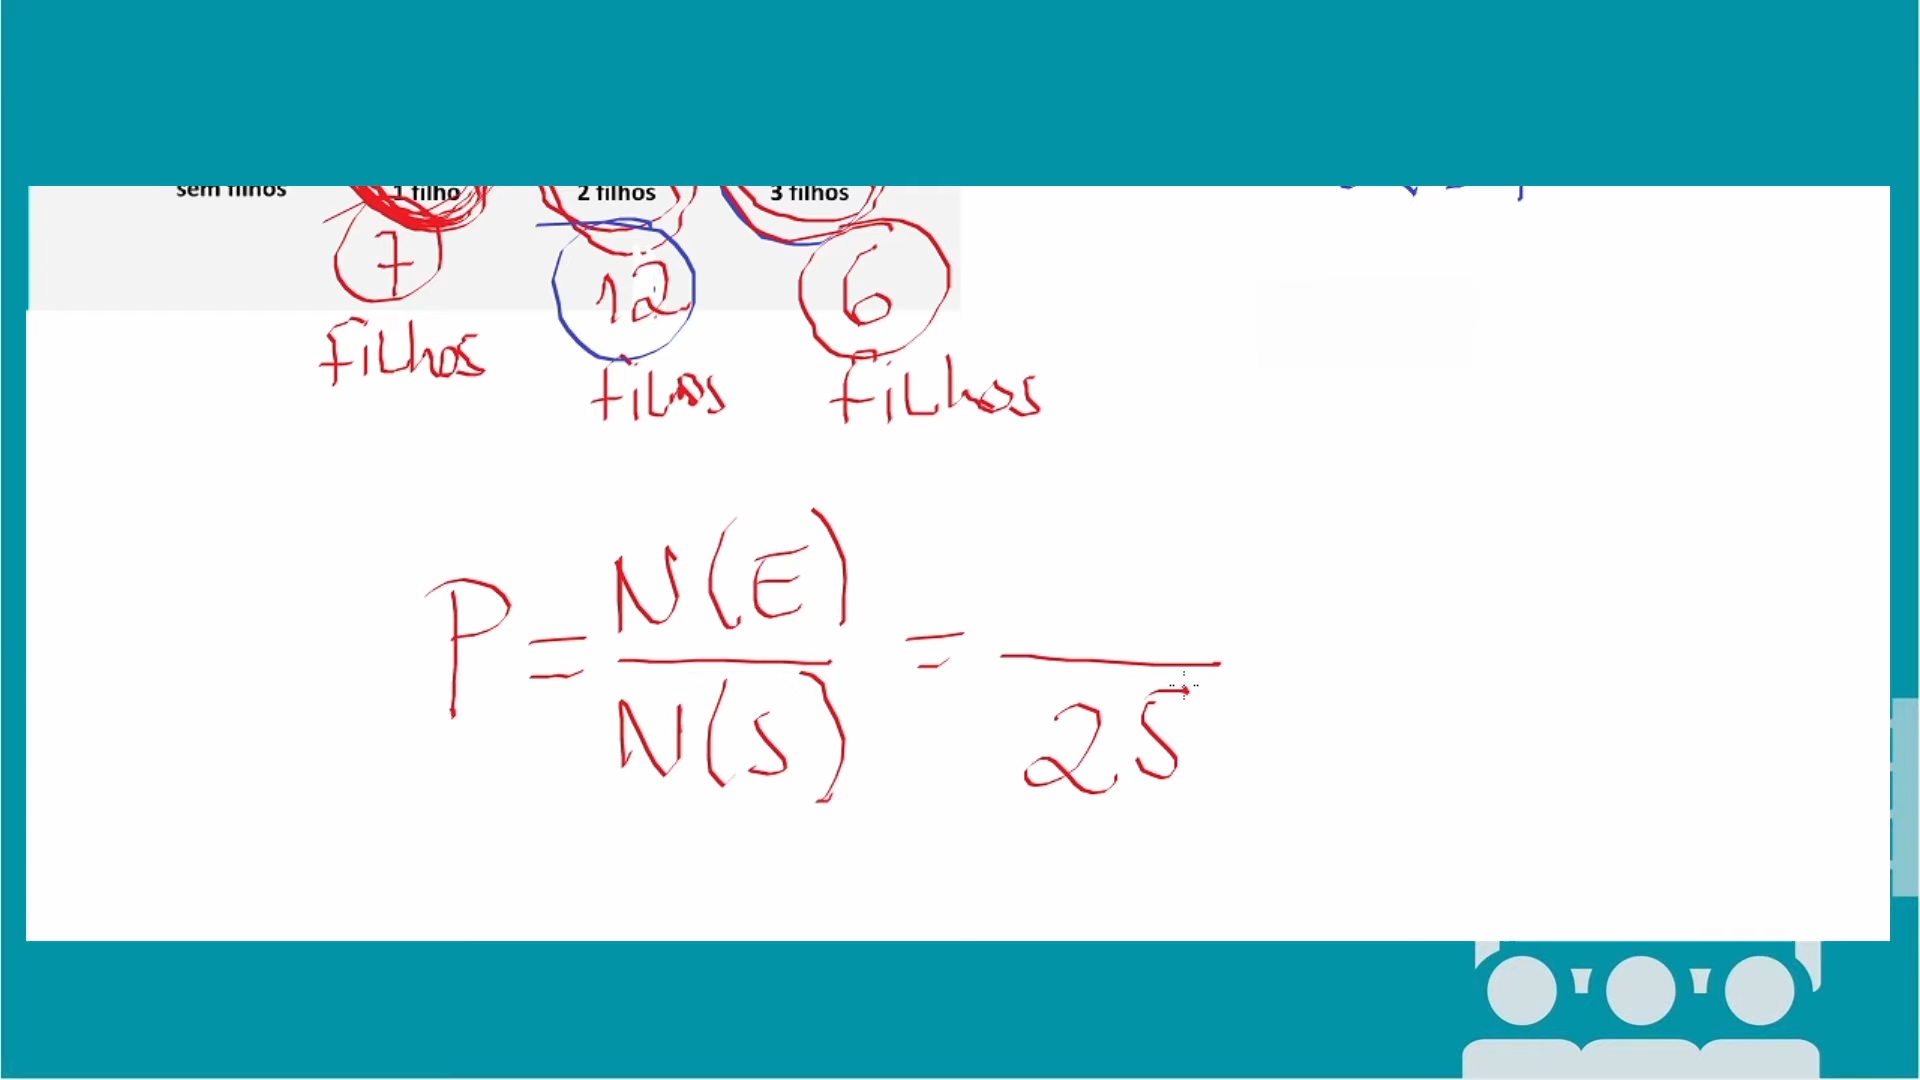 sem filhos 1 filho 2 filhos 3 filhos
7 12 6
filhos filhos filhos
P = N(E) =
N(S) 25